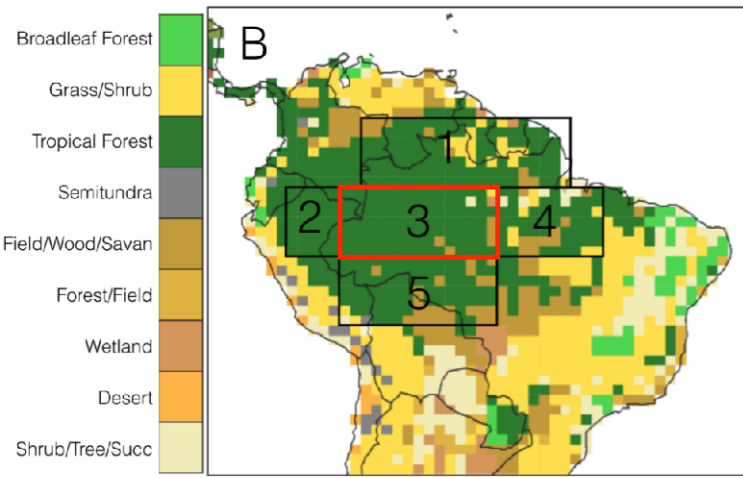 Broadleaf Forest
Grass/Shrub
Tropical Forest
Semitundra
Field/Wood/Savan
Forest/Field
Wetland
Desert
Shrub/Tree/Succ
B
1
2
3
4
5